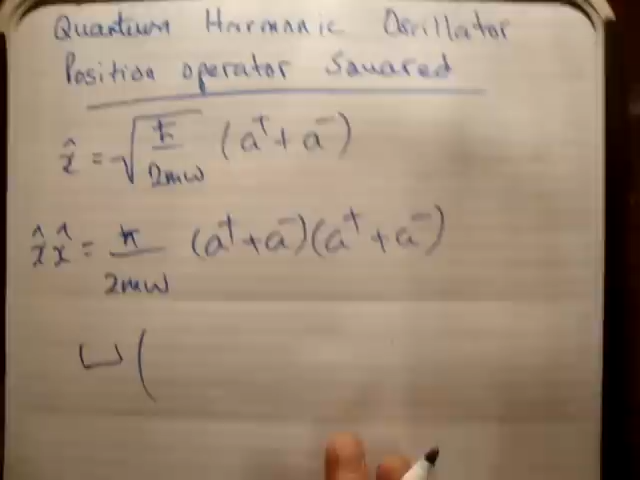 Quantum Harmonic Oscillator
Position operator Squared
x̂ = √(ħ/2mω) (a⁺ + a⁻)
x̂x̂ = ħ/2mω (a⁺ + a⁻)(a⁺ + a⁻)
⊔ (